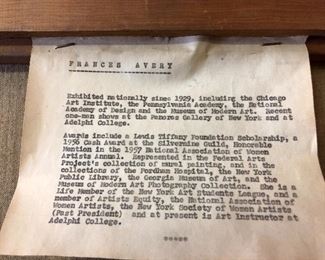 FRANCES AVERY
Exhibited nationally since 1929, including the Chicago
Art Institute, the Pennsylvania Academy, the National
Academy of Design and the Museum of Modern Art. Recent
one-man shows at the Panoras Gallery of New York and at
Adelphi College.
Awards include a Lewis Tiffany Foundation Scholarship, a
1956 Cash Award at the Silvermine Guild, Honorable
Mention in the 1957 National Association of Women
Artists Annual. Represented in the Federal Arts
Project's collection of mural painting, and in the
collections of the Fordham Hospital, the New York
Public Library, the Georgia Museum of Art, and the
Museum of Modern Art Photography Collection. She is a
Life Member of the New York Art Students League, and a
member of Artists Equity, the National Association of
Women Artists, the New York Society of Women Artists
(Past President) and at present is Art Instructor at
Adelphi College.
*****